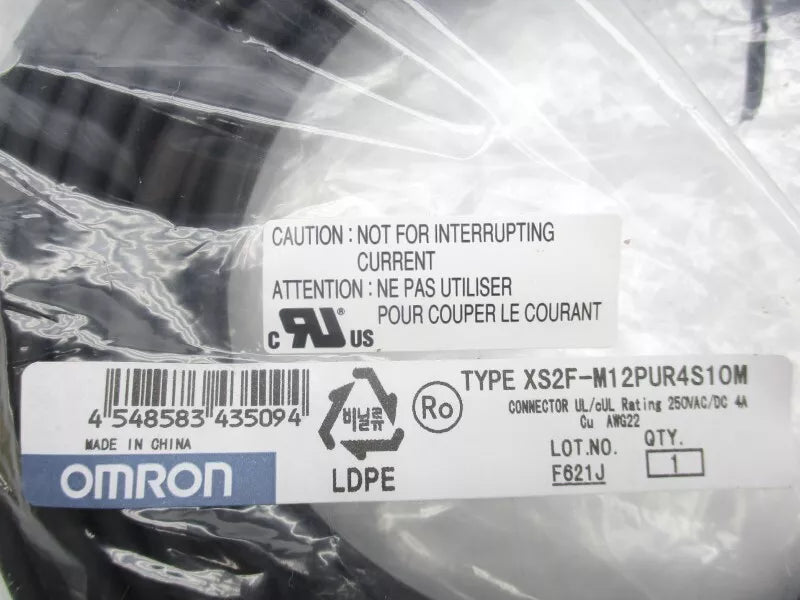 CAUTION : NOT FOR INTERRUPTING
CURRENT
ATTENTION : NE PAS UTILISER
POUR COUPER LE COURANT
c RU ® US
TYPE XS2F-M12PUR4S10M
CONNECTOR UL/cUL Rating 250VAC/DC 4A
Cu AWG22
LOT.NO. QTY.
F621J 1
4 548583 435094
MADE IN CHINA
OMRON
비닐류
LDPE
Ro